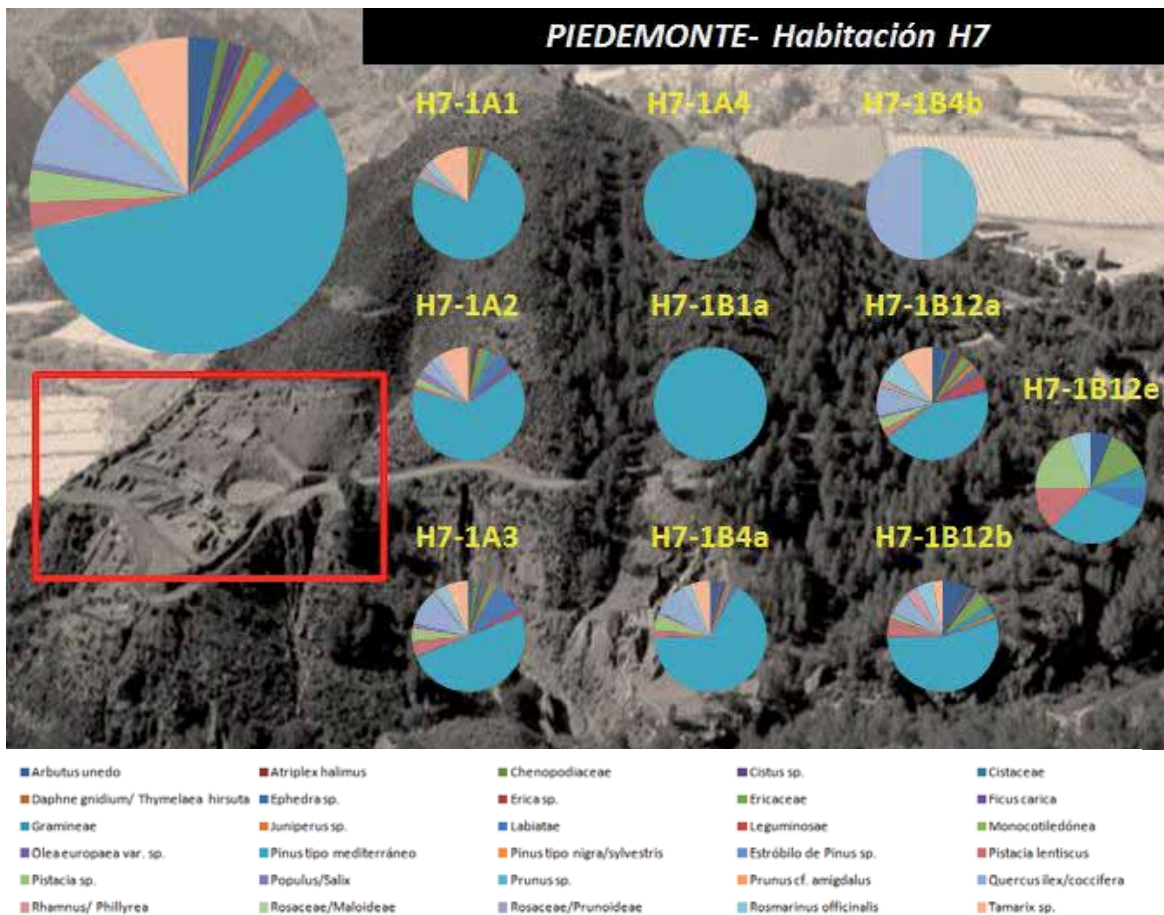 PIEDEMONTE- Habitación H7
H7-1A1 H7-1A4 H7-1B4b
H7-1A2 H7-1B1a H7-1B12a
H7-1B12e
H7-1A3 H7-1B4a H7-1B12b
Arbutus unedo Atriplex halimus Chenopodiaceae Cistus sp. Cistaceae
Daphne gnidium/ Thymelaea hirsuta Ephedra sp. Erica sp. Ericaceae Ficus carica
Gramineae Juniperus sp. Labiatae Leguminosae Monocotiledónea
Olea europaea var. sp. Pinus tipo mediterráneo Pinus tipo nigra/sylvestris Estróbilo de Pinus sp. Pistacia lentiscus
Pistacia sp. Populus/Salix Prunus sp. Prunus cf. amigdalus Quercus ilex/coccifera
Rhamnus/ Phillyrea Rosaceae/Maloideae Rosaceae/Prunoideae Rosmarinus officinalis Tamarix sp.